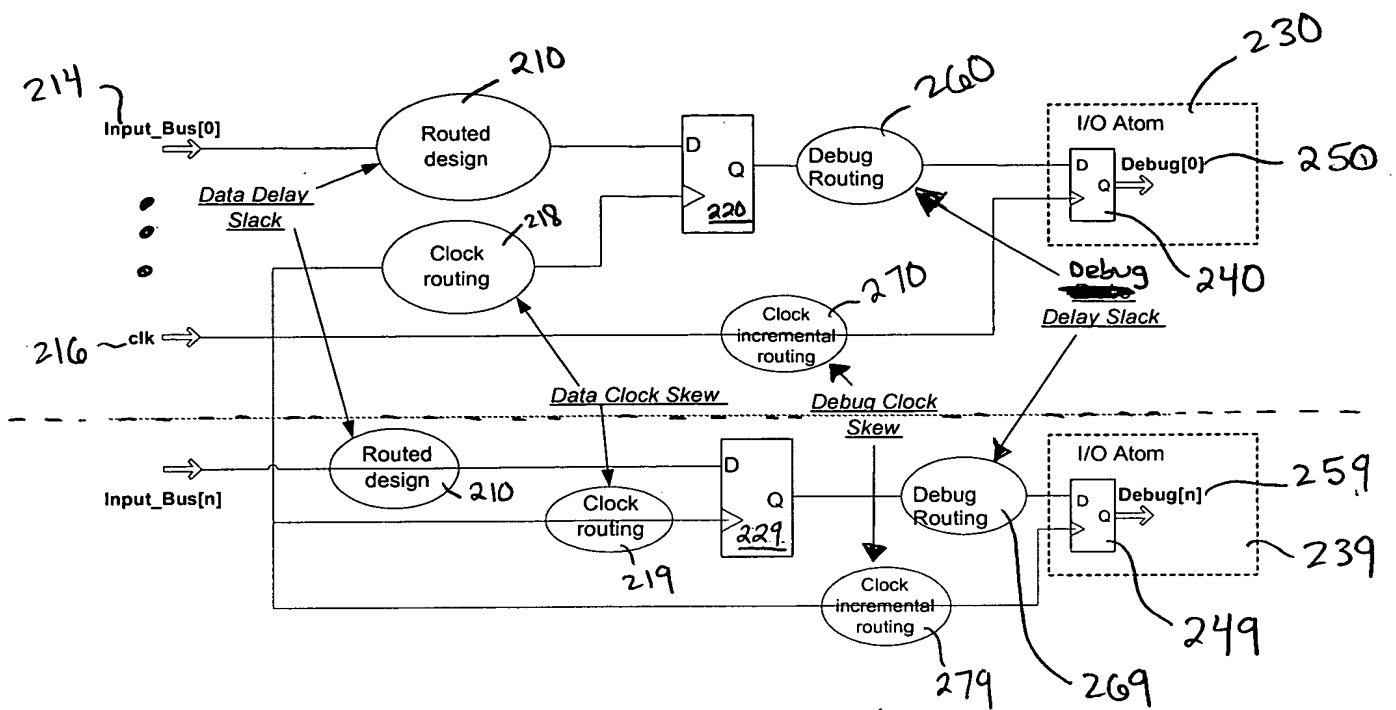 214
Input_Bus[0]
210
Routed
design
D
Q
220
260
Debug
Routing
230
I/O Atom
D
Q
Debug[0]
250
240
Data Delay
Slack
218
Clock
routing
216
clk
270
Clock
incremental
routing
Debug
Delay Slack
Data Clock Skew
Debug Clock
Skew
Input_Bus[n]
Routed
design
210
Clock
routing
219
D
Q
229
Debug
Routing
269
I/O Atom
D
Q
Debug[n]
259
239
249
Clock
incremental
routing
279